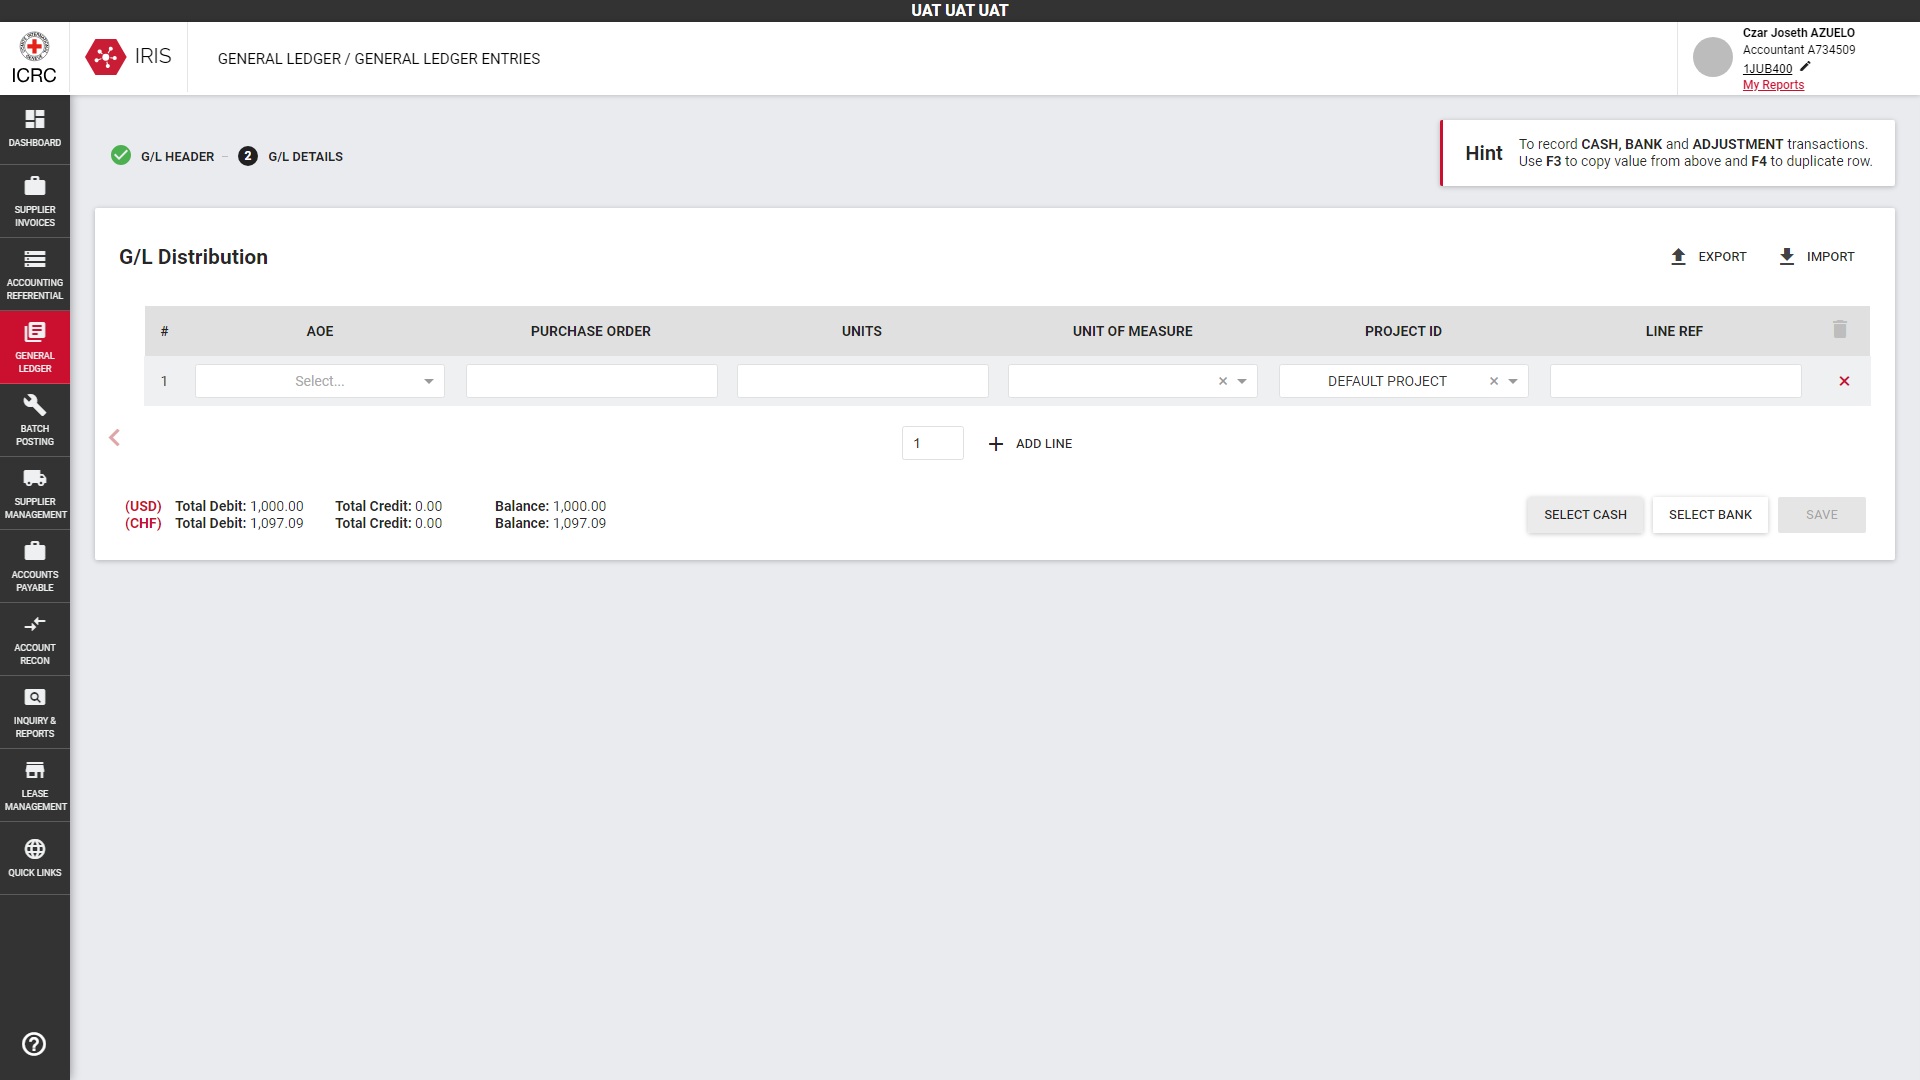 UAT UAT UAT
ICRC
IRIS
GENERAL LEDGER / GENERAL LEDGER ENTRIES
Czar Joseth AZUELO
Accountant A734509
1JUB400
My Reports
DASHBOARD
SUPPLIER
INVOICES
ACCOUNTING
REFERENTIAL
GENERAL
LEDGER
BATCH
POSTING
SUPPLIER
MANAGEMENT
ACCOUNTS
PAYABLE
ACCOUNT
RECON
INQUIRY &
REPORTS
LEASE
MANAGEMENT
QUICK LINKS
G/L HEADER – 2 G/L DETAILS
Hint
To record CASH, BANK and ADJUSTMENT transactions.
Use F3 to copy value from above and F4 to duplicate row.
G/L Distribution
EXPORT IMPORT
# AOE PURCHASE ORDER UNITS UNIT OF MEASURE PROJECT ID LINE REF
1 Select... DEFAULT PROJECT
1 ADD LINE
(USD) Total Debit: 1,000.00 Total Credit: 0.00 Balance: 1,000.00
(CHF) Total Debit: 1,097.09 Total Credit: 0.00 Balance: 1,097.09
SELECT CASH SELECT BANK SAVE